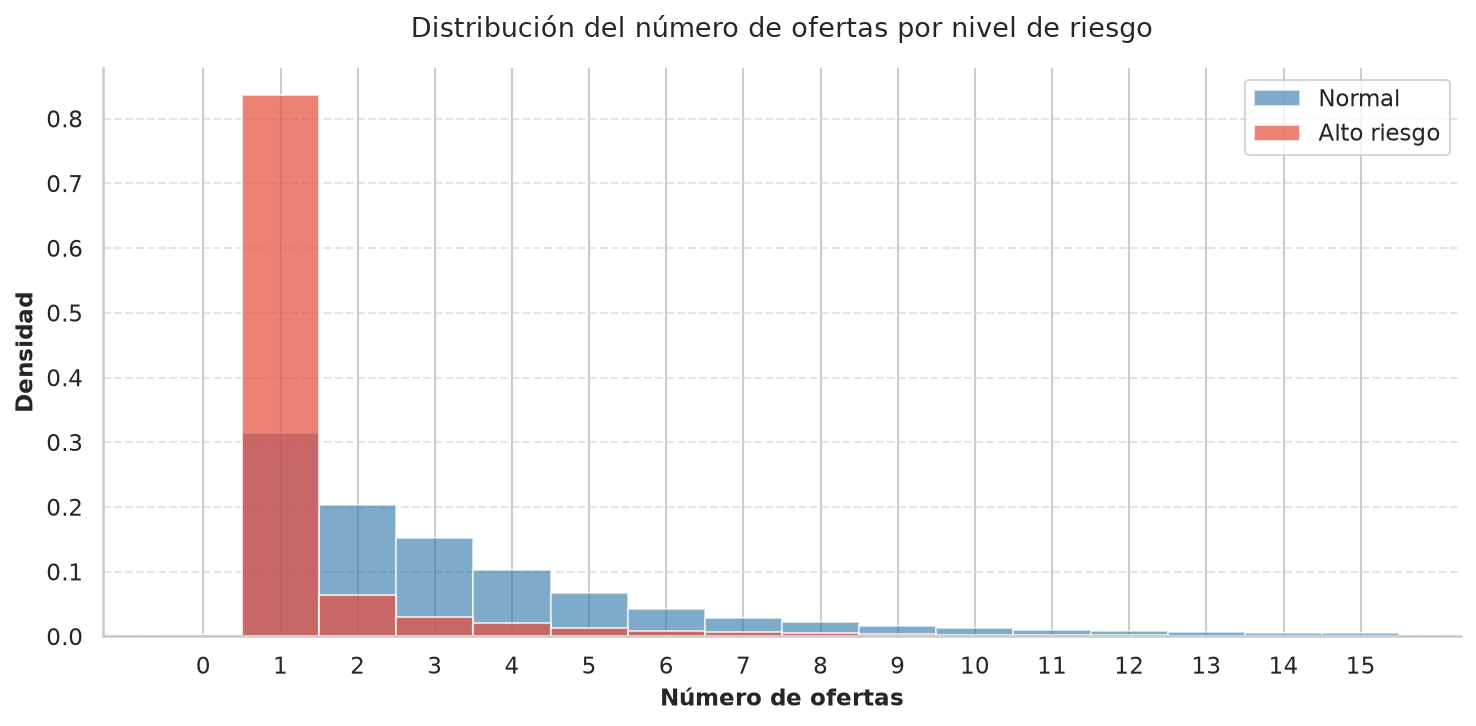 Distribución del número de ofertas por nivel de riesgo
Normal
Alto riesgo
Densidad
0.8
0.7
0.6
0.5
0.4
0.3
0.2
0.1
0.0
0 1 2 3 4 5 6 7 8 9 10 11 12 13 14 15
Número de ofertas